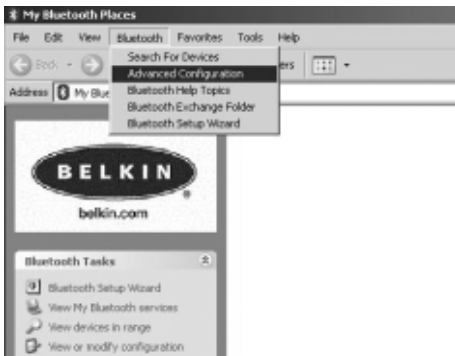 My Bluetooth Places
File Edit View Bluetooth Favorites Tools Help
Back
Search For Devices
Advanced Configuration
Bluetooth Help Topics
Bluetooth Exchange Folder
Bluetooth Setup Wizard
ers
Address My Blue
BELKIN
belkin.com
Bluetooth Tasks
Bluetooth Setup Wizard
View My Bluetooth services
View devices in range
View or modify configuration